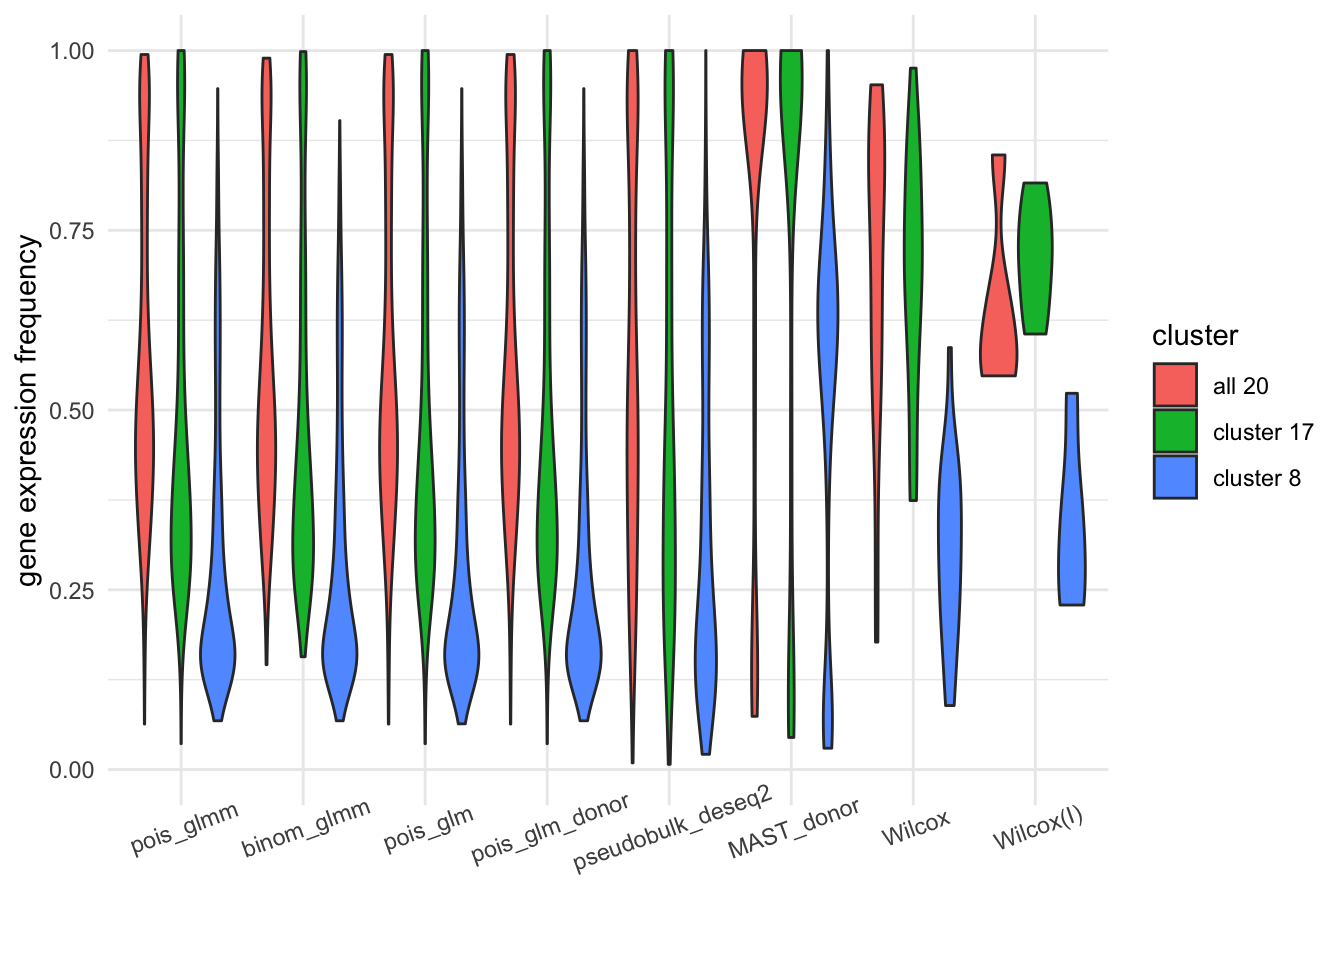 1.00
0.75
0.50
0.25
0.00
gene expression frequency
pois_glmm
binom_glmm
pois_glm
pois_glm_donor
pseudobulk_deseq2
MAST_donor
Wilcox
Wilcox(l)
cluster
all 20
cluster 17
cluster 8